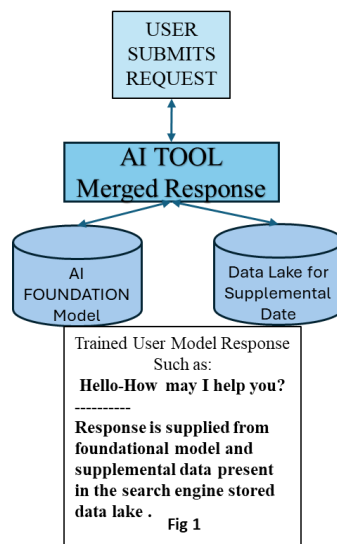 USER
SUBMITS
REQUEST
AI TOOL
Merged Response
AI
FOUNDATION
Model
Data Lake for
Supplemental
Date
Trained User Model Response
Such as:
Hello-How may I help you?
----------
Response is supplied from
foundational model and
supplemental data present
in the search engine stored
data lake .
Fig 1